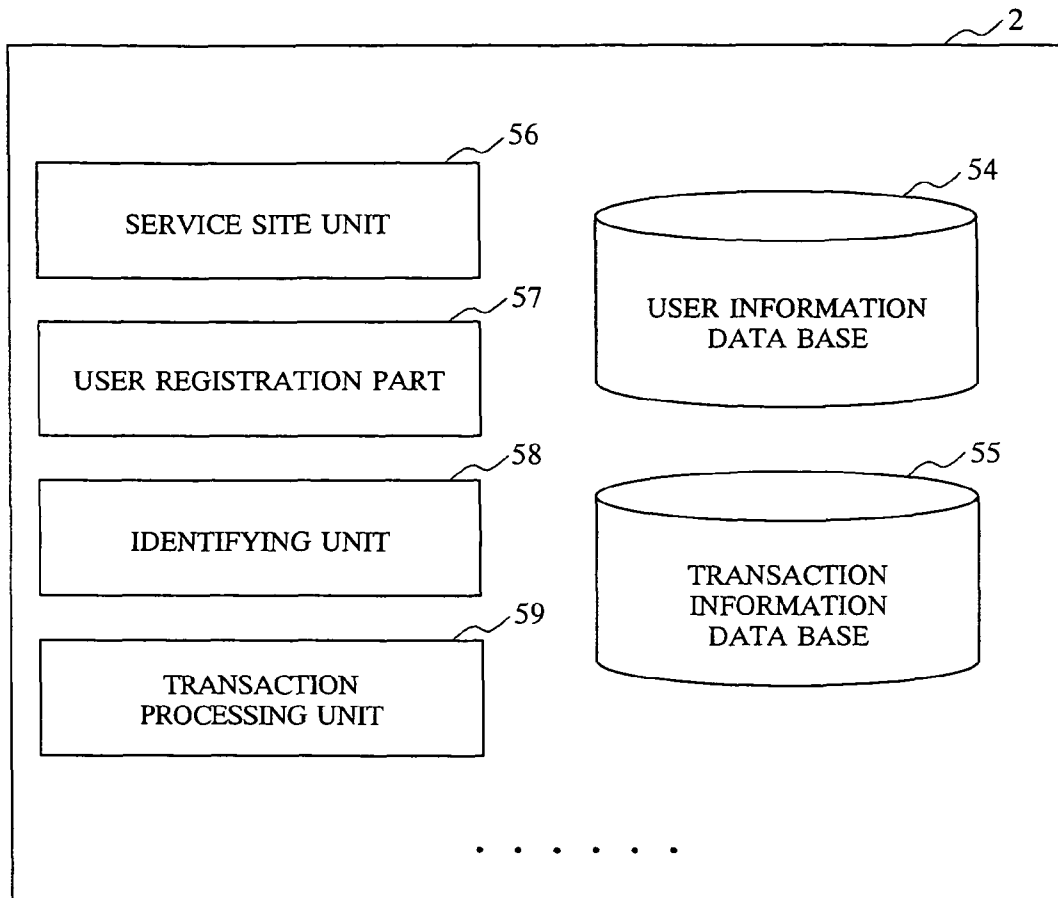 2
56
SERVICE SITE UNIT
57
USER REGISTRATION PART
58
IDENTIFYING UNIT
59
TRANSACTION
PROCESSING UNIT
54
USER INFORMATION
DATA BASE
55
TRANSACTION
INFORMATION
DATA BASE
. . . . . .